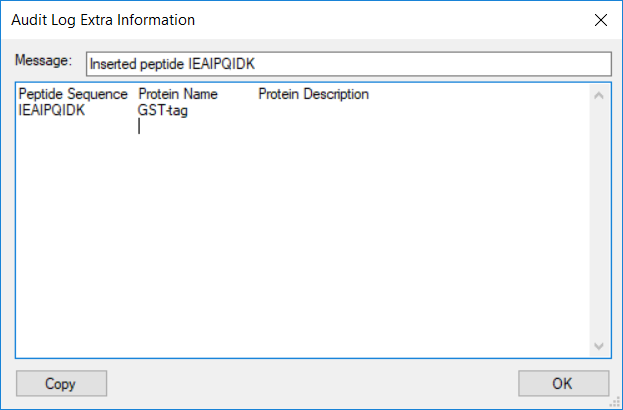 Audit Log Extra Information
Message: Inserted peptide IEAIPQIDK
Peptide Sequence Protein Name Protein Description
IEAIPQIDK GST-tag
Copy OK